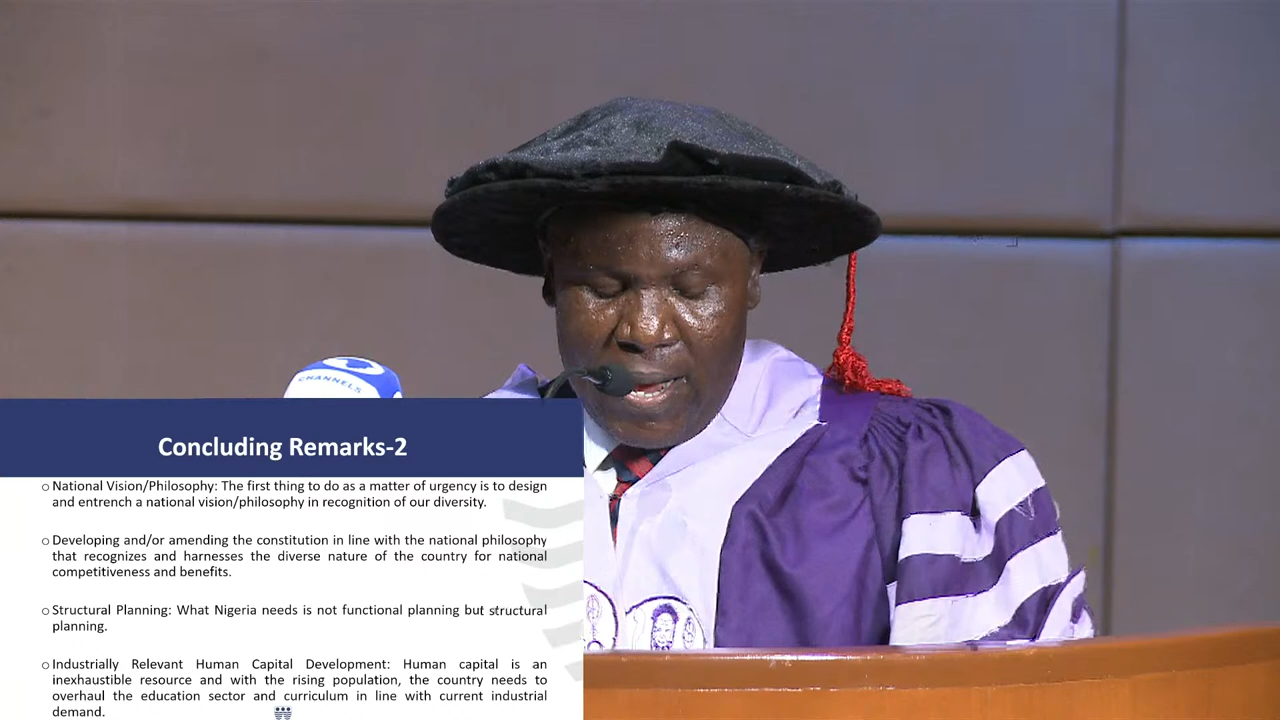 CHANNELS
Concluding Remarks-2
o National Vision/Philosophy: The first thing to do as a matter of urgency is to design
and entrench a national vision/philosophy in recognition of our diversity.
o Developing and/or amending the constitution in line with the national philosophy
that recognizes and harnesses the diverse nature of the country for national
competitiveness and benefits.
o Structural Planning: What Nigeria needs is not functional planning but structural
planning.
o Industrially Relevant Human Capital Development: Human capital is an
inexhaustible resource and with the rising population, the country needs to
overhaul the education sector and curriculum in line with current industrial
demand.